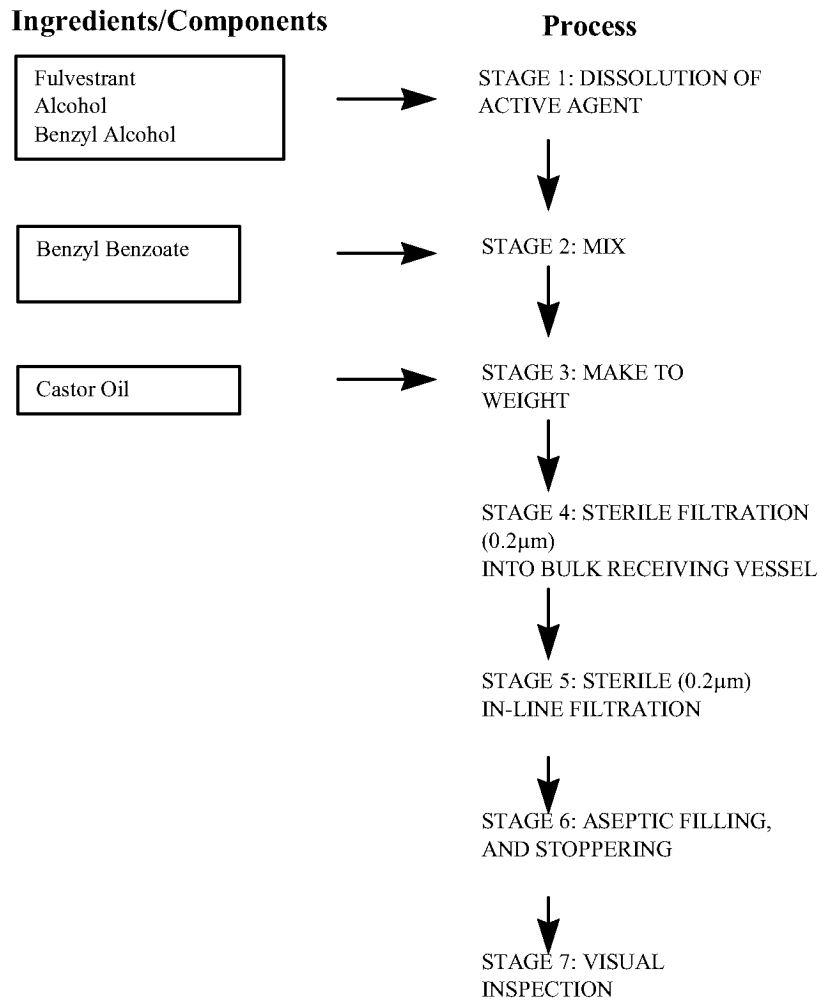 Ingredients/Components
Process
Fulvestrant
Alcohol
Benzyl Alcohol
STAGE 1: DISSOLUTION OF
ACTIVE AGENT
Benzyl Benzoate
STAGE 2: MIX
Castor Oil
STAGE 3: MAKE TO
WEIGHT
STAGE 4: STERILE FILTRATION
(0.2µm)
INTO BULK RECEIVING VESSEL
STAGE 5: STERILE (0.2µm)
IN-LINE FILTRATION
STAGE 6: ASEPTIC FILLING,
AND STOPPERING
STAGE 7: VISUAL
INSPECTION